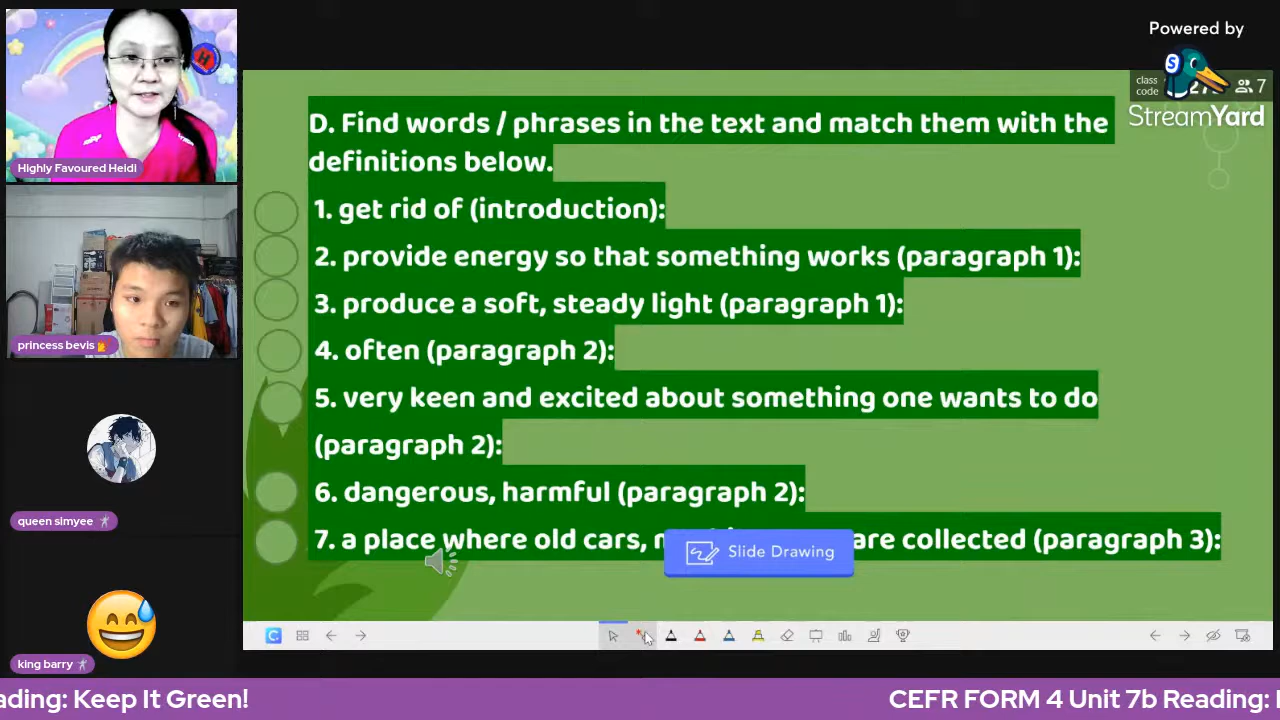 Powered by
StreamYard
class
code
7
Highly Favoured Heidi
princess bevis
queen simyee
king barry
D. Find words / phrases in the text and match them with the
definitions below.
1. get rid of (introduction):
2. provide energy so that something works (paragraph 1):
3. produce a soft, steady light (paragraph 1):
4. often (paragraph 2):
5. very keen and excited about something one wants to do
(paragraph 2):
6. dangerous, harmful (paragraph 2):
7. a place where old cars, are collected (paragraph 3):
Slide Drawing
ading: Keep It Green!
CEFR FORM 4 Unit 7b Reading: